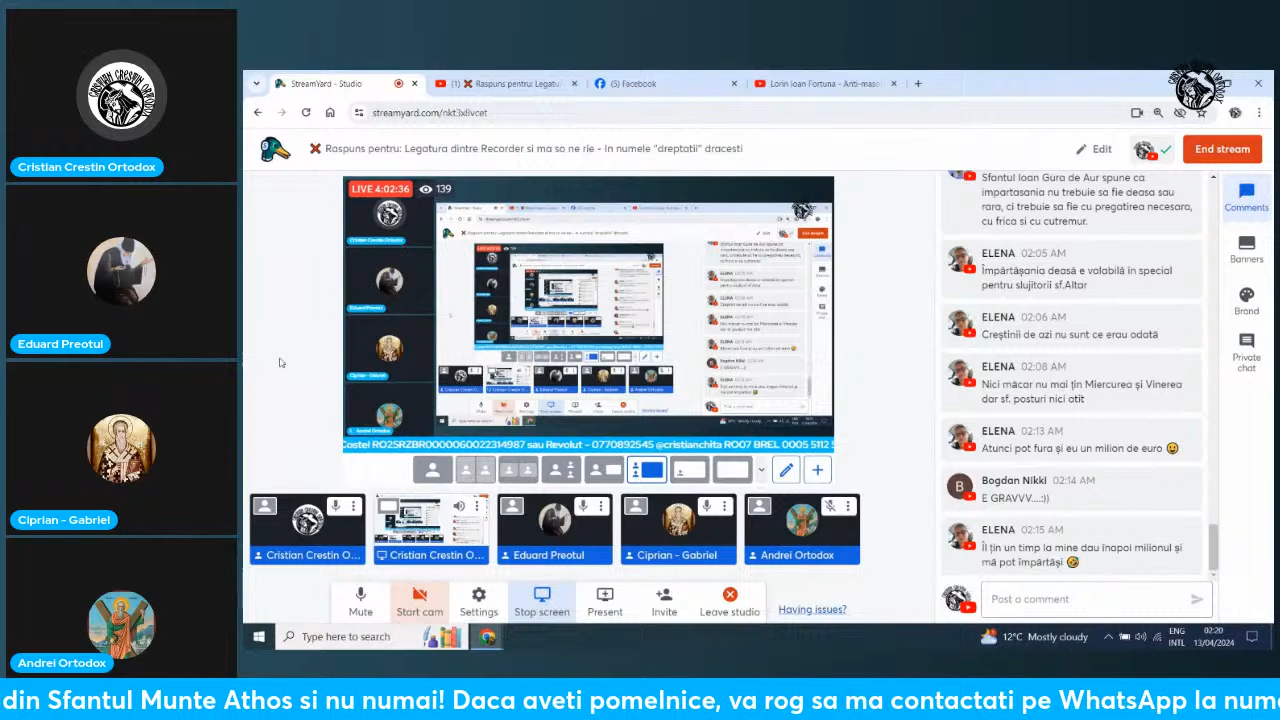 Cristian Crestin Ortodox
Eduard Preotul
Ciprian - Gabriel
Andrei Ortodox
StreamYard - Studio
(1) ❌ Raspuns pentru: Legatu
(5) Facebook
Lorin Ioan Fortuna - Anti-maso
streamyard.com/nkt3x8vcet
❌ Raspuns pentru: Legatura dintre Recorder si ma so ne rie - In numele "dreptatii" dracesti
Edit
End stream
LIVE 4:02:36
139
Costel RO25RZBR0000060022314987 sau Revolut - 0770892545 @cristianchita RO07 BREL 0005 5112 5
Cristian Crestin O...
Cristian Crestin O...
Eduard Preotul
Ciprian - Gabriel
Andrei Ortodox
Mute
Start cam
Settings
Stop screen
Present
Invite
Leave studio
Having issues?
Sfantul Ioan Gura de Aur spune ca
impartasania nu trebuie sa fie deasa sau
rara, ci trebuie sa fie cu pregatirea necesara,
cu frica si cu cutremur.
ELENA 02:05 AM
Împărtășania deasă e valabilă în special
pentru slujitorii sf.Altar
ELENA 02:06 AM
Creștinii de azi nu sunt ce erau odată
ELENA 02:08 AM
Nici măcar nu mai țin Miercurea și Vinerea
dar sf. posturi nici atât
ELENA 02:13 AM
Atunci pot fura și eu un milion de euro
Bogdan Nikki 02:14 AM
E GRAVVV....:))
ELENA 02:15 AM
Îl țin un timp la mine dau înapoi milionul și
mă pot împărtăși
Post a comment
Comments
Banners
Brand
Private
chat
Type here to search
12°C Mostly cloudy
ENG
INTL
02:20
13/04/2024
din Sfantul Munte Athos si nu numai! Daca aveti pomelnice, va rog sa ma contactati pe WhatsApp la num